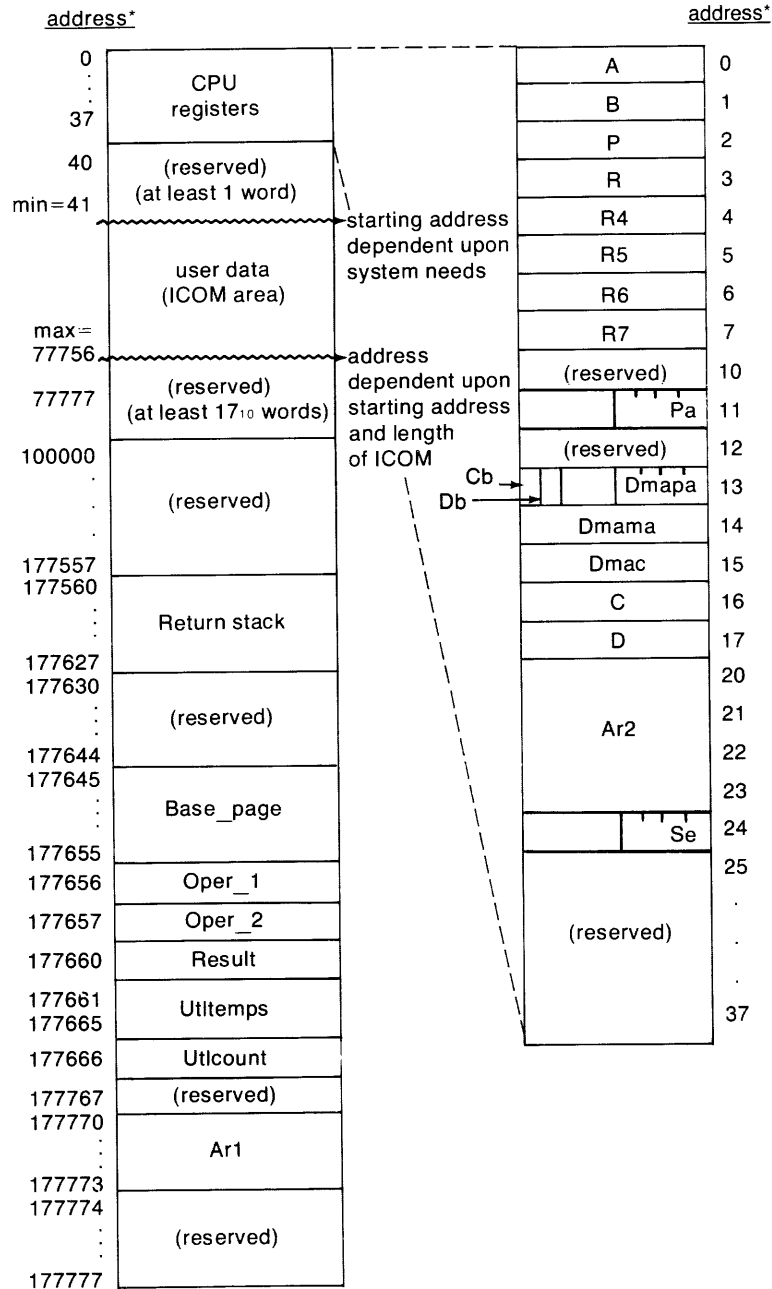 address*
0
.
.
.
37
CPU
registers
40
(reserved)
(at least 1 word)
min=41
starting address
dependent upon
system needs
user data
(ICOM area)
max=
77756
address
dependent upon
starting address
and length
of ICOM
77777
(reserved)
(at least 17₁₀ words)
100000
.
.
.
177557
(reserved)
177560
.
.
.
177627
Return stack
177630
.
.
.
177644
(reserved)
177645
.
.
.
177655
Base_page
177656
Oper_1
177657
Oper_2
177660
Result
177661
177665
Utltemps
177666
Utlcount
177767
(reserved)
177770
.
.
.
177773
Ar1
177774
.
.
.
177777
(reserved)
address*
A 0
B 1
P 2
R 3
R4 4
R5 5
R6 6
R7 7
(reserved) 10
Pa 11
(reserved) 12
Cb
Db
Dmapa 13
Dmama 14
Dmac 15
C 16
D 17
20
21
Ar2
22
23
Se 24
25
.
(reserved)
.
.
37